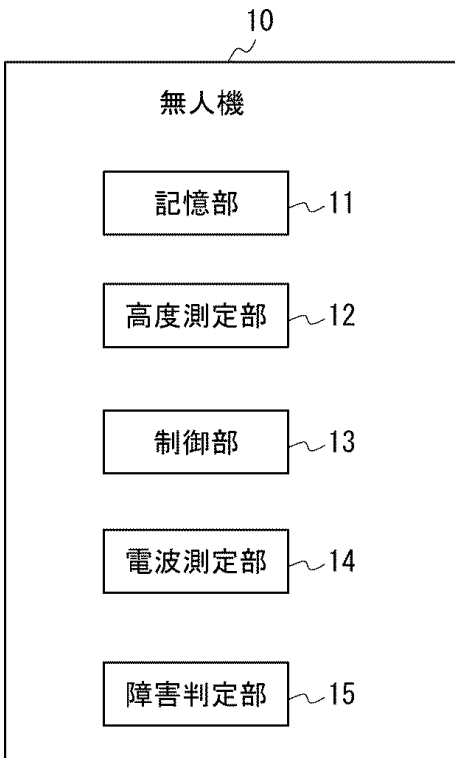 10
無人機
記憶部 11
高度測定部 12
制御部 13
電波測定部 14
障害判定部 15